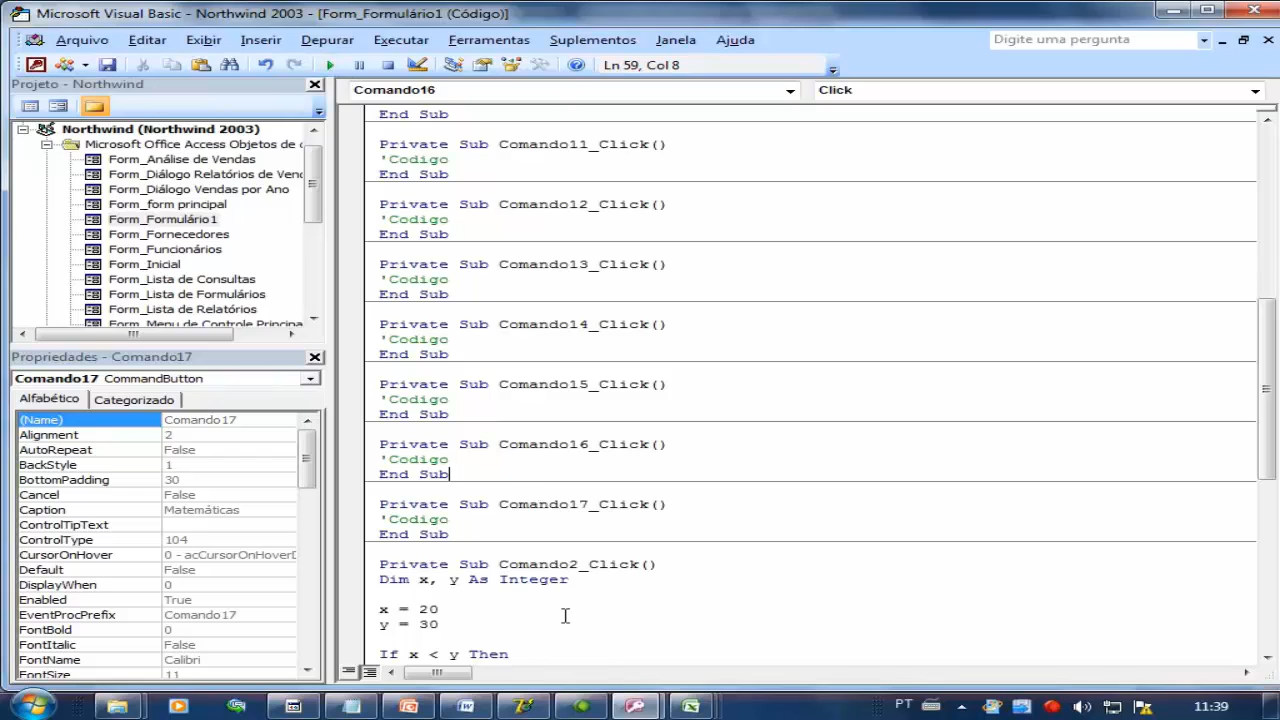 Microsoft Visual Basic - Northwind 2003 - [Form_Formulário1 (Código)]
Arquivo Editar Exibir Inserir Depurar Executar Ferramentas Suplementos Janela Ajuda Digite uma pergunta
Ln 59, Col 8
Projeto - Northwind
Northwind (Northwind 2003)
Microsoft Office Access Objetos de
Form_Análise de Vendas
Form_Diálogo Relatórios de Vend
Form_Diálogo Vendas por Ano
Form_form principal
Form_Formulário1
Form_Fornecedores
Form_Funcionários
Form_Inicial
Form_Lista de Consultas
Form_Lista de Formulários
Form_Lista de Relatórios
Form_Menu de Controle Principa
Propriedades - Comando17
Comando17 CommandButton
Alfabético Categorizado
(Name) Comando17
Alignment 2
AutoRepeat False
BackStyle 1
BottomPadding 30
Cancel False
Caption Matemáticas
ControlTipText
ControlType 104
CursorOnHover 0 - acCursorOnHoverD
Default False
DisplayWhen 0
Enabled True
EventProcPrefix Comando17
FontBold 0
FontItalic False
FontName Calibri
FontSize 11
Comando16 Click
End Sub
Private Sub Comando11_Click()
'Codigo
End Sub
Private Sub Comando12_Click()
'Codigo
End Sub
Private Sub Comando13_Click()
'Codigo
End Sub
Private Sub Comando14_Click()
'Codigo
End Sub
Private Sub Comando15_Click()
'Codigo
End Sub
Private Sub Comando16_Click()
'Codigo
End Sub
Private Sub Comando17_Click()
'Codigo
End Sub
Private Sub Comando2_Click()
Dim x, y As Integer
x = 20
y = 30
If x < y Then
PT 11:39